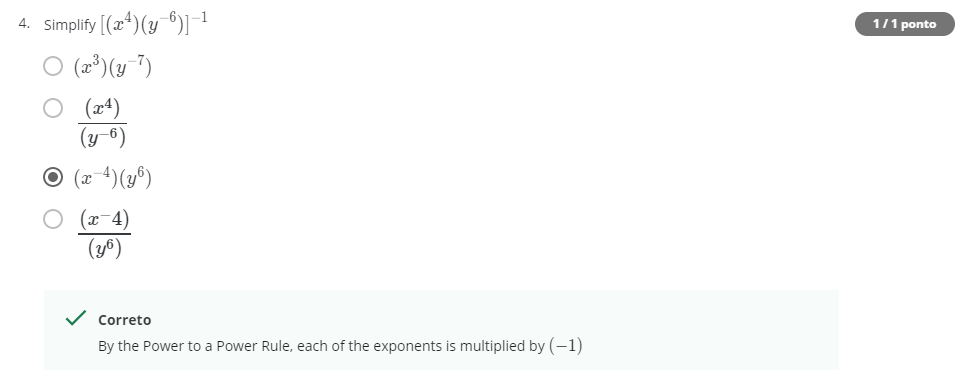 4. Simplify [(x⁴)(y⁻⁶)]⁻¹
1 / 1 ponto
(x³)(y⁻⁷)
(x⁴)
(y⁻⁶)
(x⁻⁴)(y⁶)
(x⁻4)
(y⁶)
Correto
By the Power to a Power Rule, each of the exponents is multiplied by (−1)